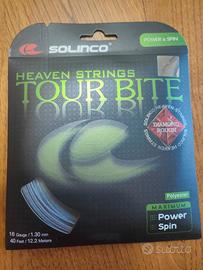 SOLINCO
POWER & SPIN
HEAVEN STRINGS
TOUR BITE
DIAMOND
ROUGH
16 Gauge / 1.30 mm
40 Feet / 12.2 Meters
Polyester
MAXIMUM
Power
Spin
subito